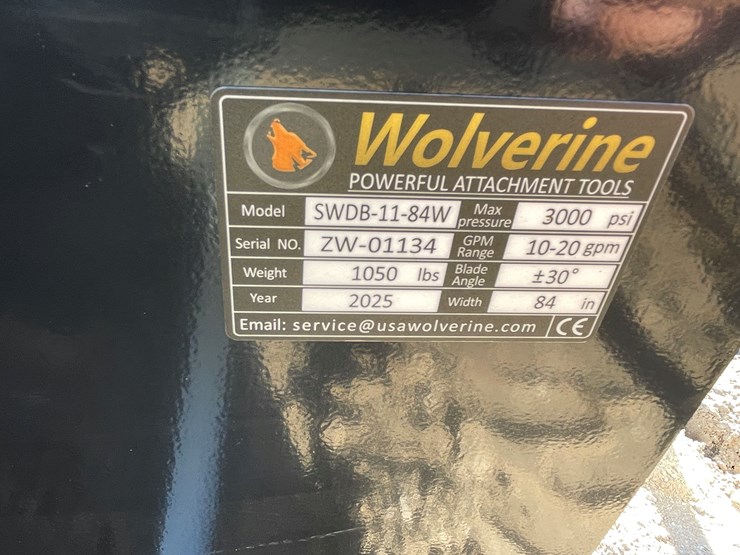 Wolverine
POWERFUL ATTACHMENT TOOLS
Model SWDB-11-84W Max pressure 3000 psi
Serial NO. ZW-01134 GPM Range 10-20 gpm
Weight 1050 lbs Blade Angle ±30°
Year 2025 Width 84 in
Email: service@usawolverine.com CE